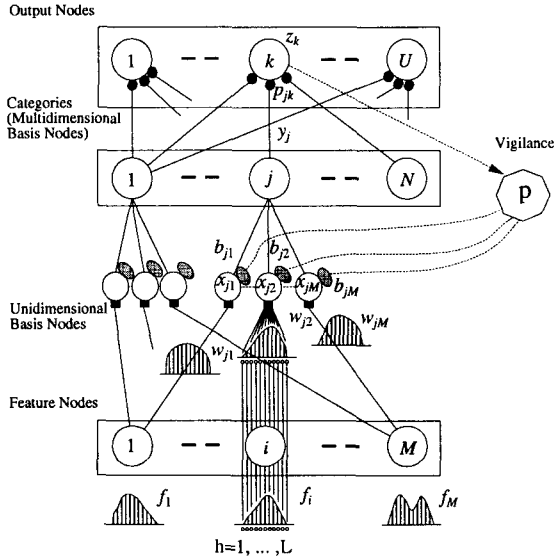 Output Nodes
z_k
1 k U
p_jk
Categories
(Multidimensional
Basis Nodes)
y_j
Vigilance
1 j N
ρ
b_j1 b_j2
x_j1 x_j2 x_jM b_jM
Unidimensional
Basis Nodes
w_j1 w_j2 w_jM
Feature Nodes
1 i M
f_1 f_i f_M
h=1, ... ,L